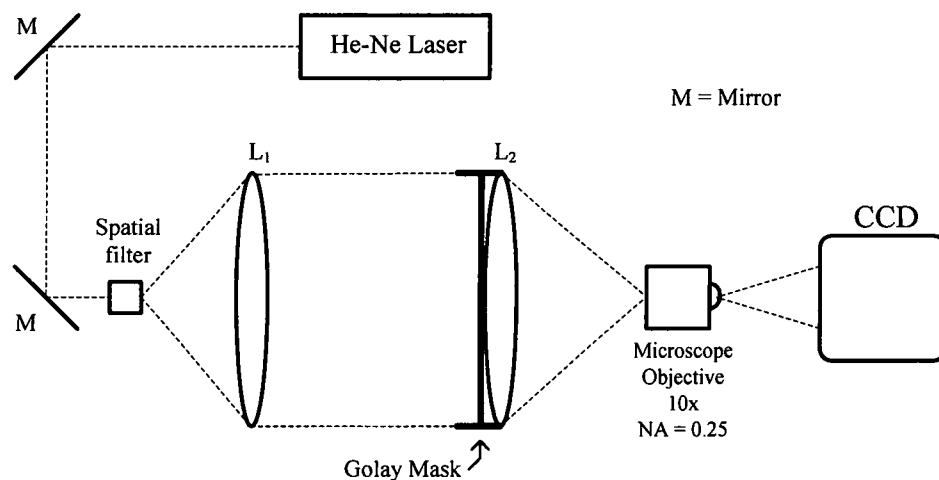 M
He-Ne Laser
M = Mirror
L₁
L₂
CCD
Spatial
filter
M
Microscope
Objective
10x
NA = 0.25
Golay Mask